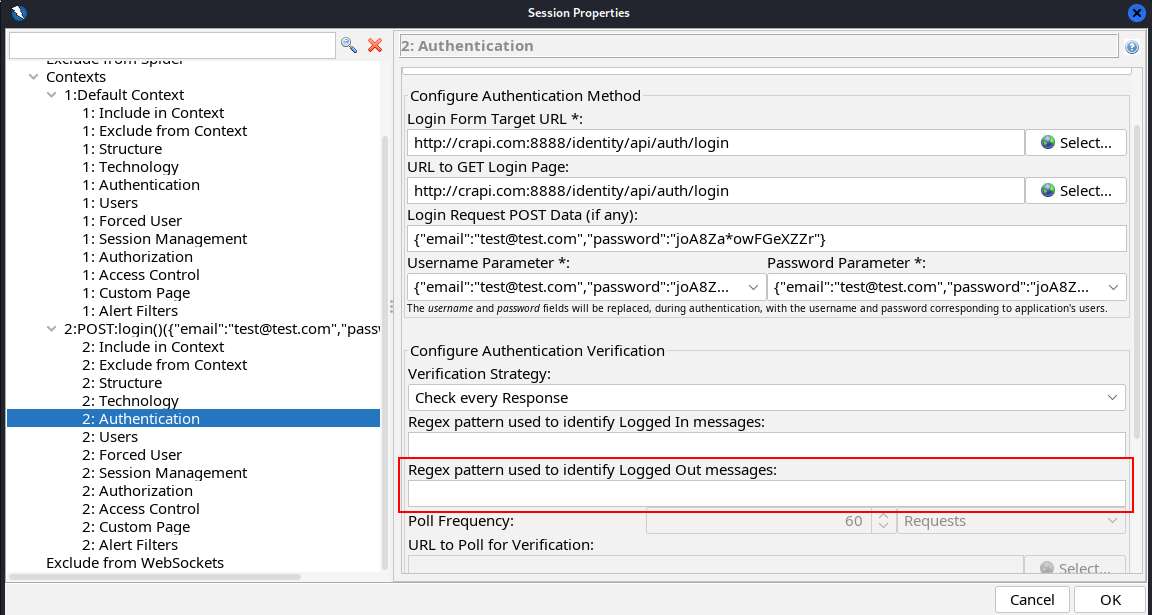 Session Properties
2: Authentication
Exclude from Spider
Contexts
1:Default Context
1: Include in Context
1: Exclude from Context
1: Structure
1: Technology
1: Authentication
1: Users
1: Forced User
1: Session Management
1: Authorization
1: Access Control
1: Custom Page
1: Alert Filters
2:POST:login()({"email":"test@test.com","passw
2: Include in Context
2: Exclude from Context
2: Structure
2: Technology
2: Authentication
2: Users
2: Forced User
2: Session Management
2: Authorization
2: Access Control
2: Custom Page
2: Alert Filters
Exclude from WebSockets
Configure Authentication Method
Login Form Target URL *:
http://crapi.com:8888/identity/api/auth/login Select...
URL to GET Login Page:
http://crapi.com:8888/identity/api/auth/login Select...
Login Request POST Data (if any):
{"email":"test@test.com","password":"joA8Za*owFGeXZZr"}
Username Parameter *: Password Parameter *:
{"email":"test@test.com","password":"joA8Z... {"email":"test@test.com","password":"joA8Z...
The username and password fields will be replaced, during authentication, with the username and password corresponding to application's users.
Configure Authentication Verification
Verification Strategy:
Check every Response
Regex pattern used to identify Logged In messages:
Regex pattern used to identify Logged Out messages:
Poll Frequency: 60 Requests
URL to Poll for Verification:
Select...
Cancel OK